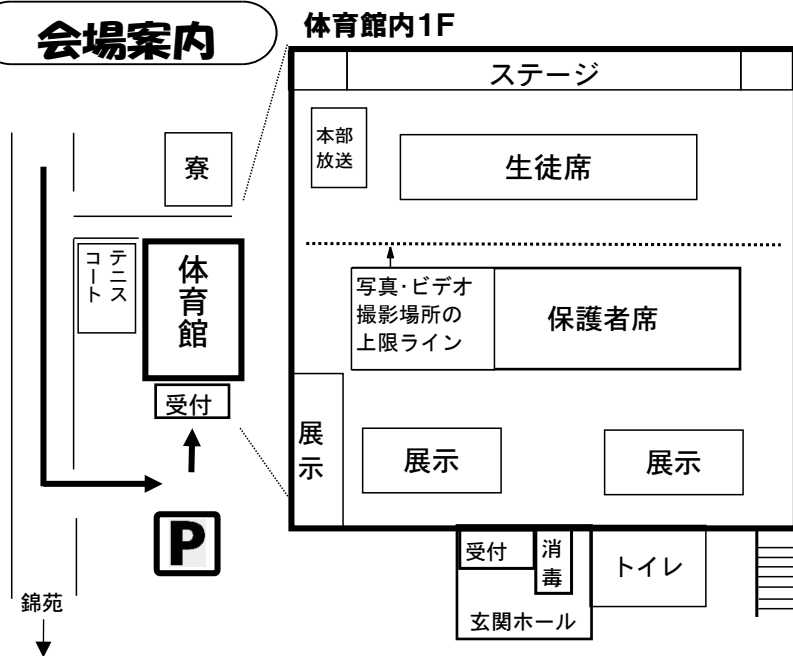 会場案内
体育館内1F
ステージ
本部
放送
生徒席
写真・ビデオ
撮影場所の
上限ライン
保護者席
展示
展示
展示
受付
消毒
トイレ
玄関ホール
寮
テニス
コート
体育館
受付
P
錦苑